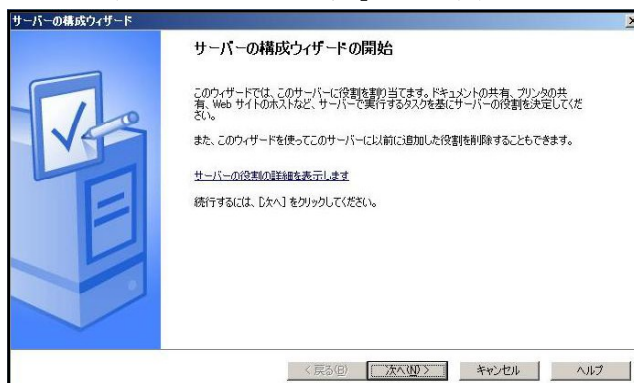 サーバーの構成ウィザード
サーバーの構成ウィザードの開始
このウィザードでは、このサーバーに役割を割り当てます。ドキュメントの共有、プリンタの共
有、Web サイトのホストなど、サーバーで実行するタスクを基にサーバーの役割を決定してくだ
さい。
また、このウィザードを使ってこのサーバーに以前に追加した役割を削除することもできます。
サーバーの役割の詳細を表示します
続行するには、[次へ] をクリックしてください。
< 戻る(B) 次へ(N) > キャンセル ヘルプ